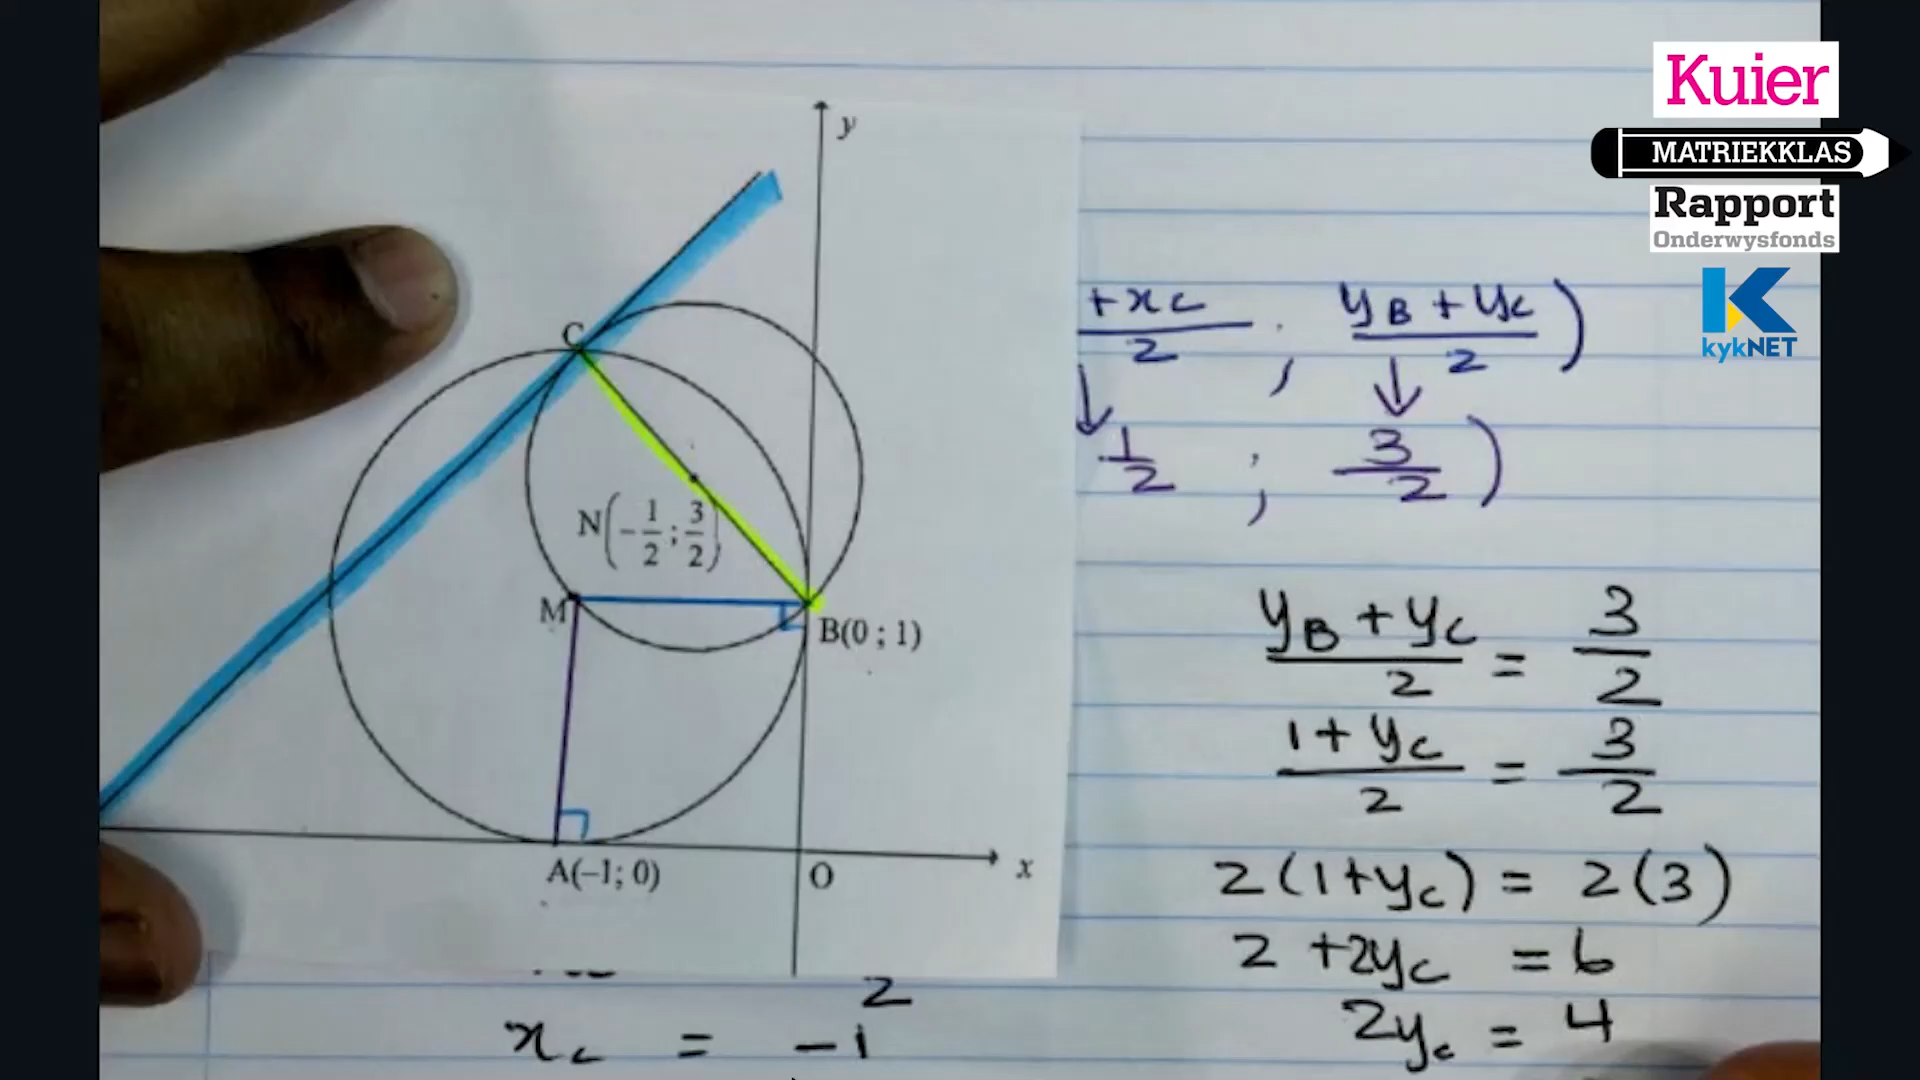 Kuier
MATRIEKKLAS
Rapport
Onderwysfonds
kykNET
y
C
N(-1/2 ; 3/2)
M
B(0 ; 1)
A(–1; 0)
O
x
+xC/2 ; yB + yC/2)
1/2 ; 3/2)
yB + yC/2 = 3/2
1 + yC/2 = 3/2
2(1+yC) = 2(3)
2 + 2yC = 6
2yC = 4
2
xC = -1